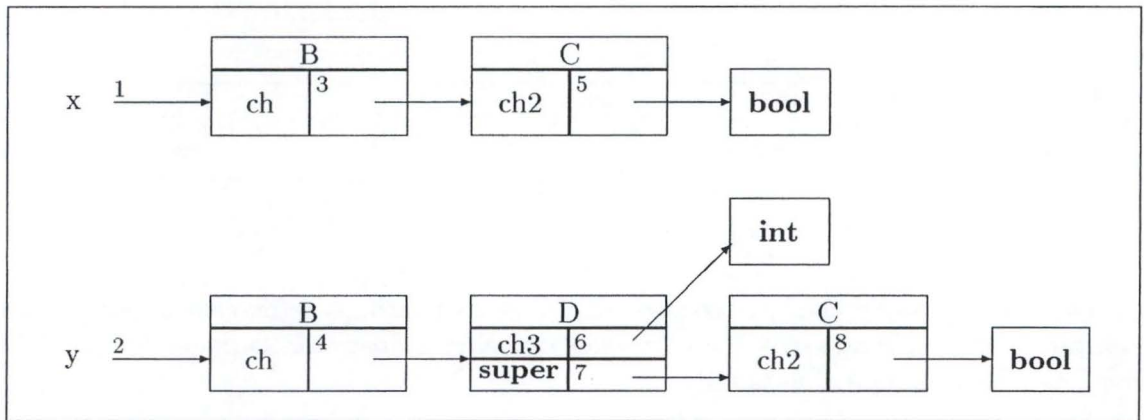 B C
x 1 ch 3 ch2 5 bool
int
B D C
y 2 ch 4 ch3 6 ch2 8 bool
super 7